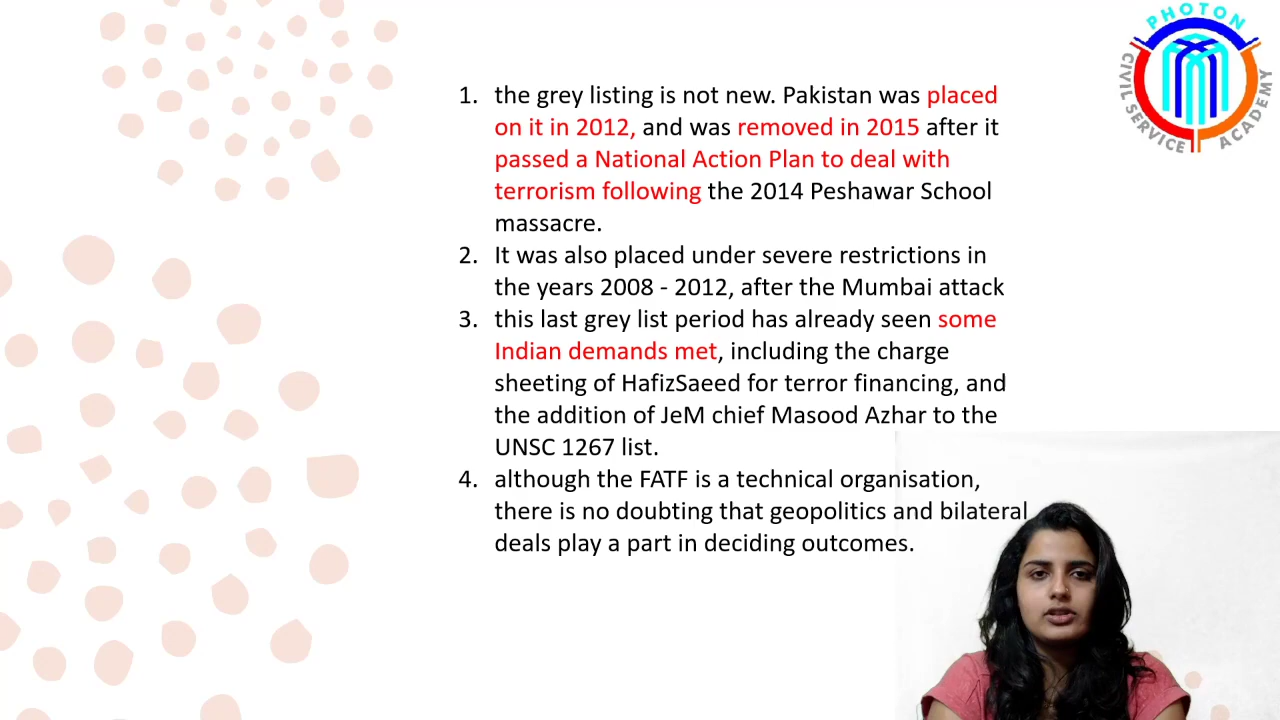 PHOTON
CIVIL SERVICE ACADEMY
1. the grey listing is not new. Pakistan was placed
on it in 2012, and was removed in 2015 after it
passed a National Action Plan to deal with
terrorism following the 2014 Peshawar School
massacre.
2. It was also placed under severe restrictions in
the years 2008 - 2012, after the Mumbai attack
3. this last grey list period has already seen some
Indian demands met, including the charge
sheeting of HafizSaeed for terror financing, and
the addition of JeM chief Masood Azhar to the
UNSC 1267 list.
4. although the FATF is a technical organisation,
there is no doubting that geopolitics and bilateral
deals play a part in deciding outcomes.